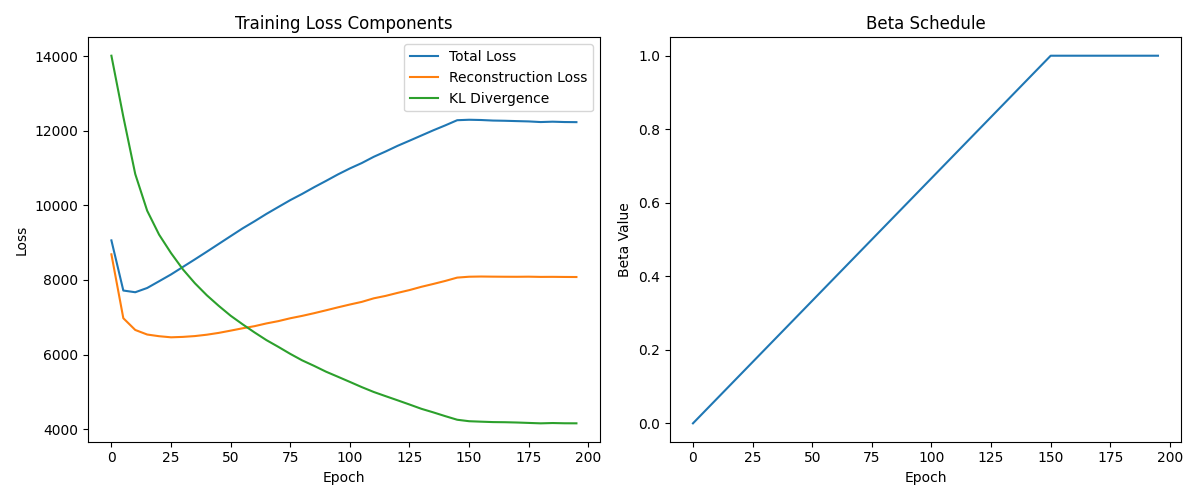 Training Loss Components
Loss
14000
12000
10000
8000
6000
4000
Total Loss
Reconstruction Loss
KL Divergence
0 25 50 75 100 125 150 175 200
Epoch
Beta Schedule
Beta Value
1.0
0.8
0.6
0.4
0.2
0.0
0 25 50 75 100 125 150 175 200
Epoch